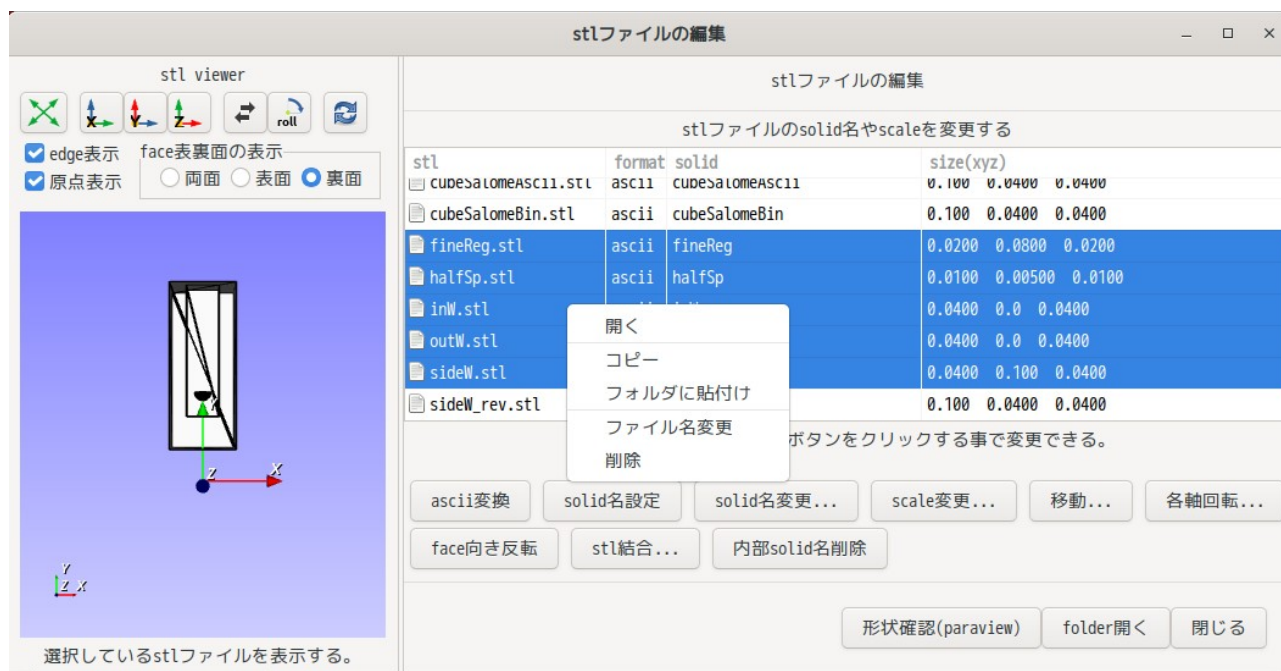 stlファイルの編集
stl viewer
roll
edge表示
face表裏面の表示
原点表示
両面 表面 裏面
Y
Z X
Y
Z X
選択しているstlファイルを表示する。
stlファイルの編集
stlファイルのsolid名やscaleを変更する
stl format solid size(xyz)
cubeSalomeAscii.stl ascii cubeSalomeAscii 0.100 0.0400 0.0400
cubeSalomeBin.stl ascii cubeSalomeBin 0.100 0.0400 0.0400
fineReg.stl ascii fineReg 0.0200 0.0800 0.0200
halfSp.stl ascii halfSp 0.0100 0.00500 0.0100
inW.stl 0.0400 0.0 0.0400
outW.stl 0.0400 0.0 0.0400
sideW.stl 0.0400 0.100 0.0400
sideW_rev.stl 0.100 0.0400 0.0400
開く
コピー
フォルダに貼付け
ファイル名変更
削除
ボタンをクリックする事で変更できる。
ascii変換 solid名設定 solid名変更... scale変更... 移動... 各軸回転...
face向き反転 stl結合... 内部solid名削除
形状確認(paraview) folder開く 閉じる